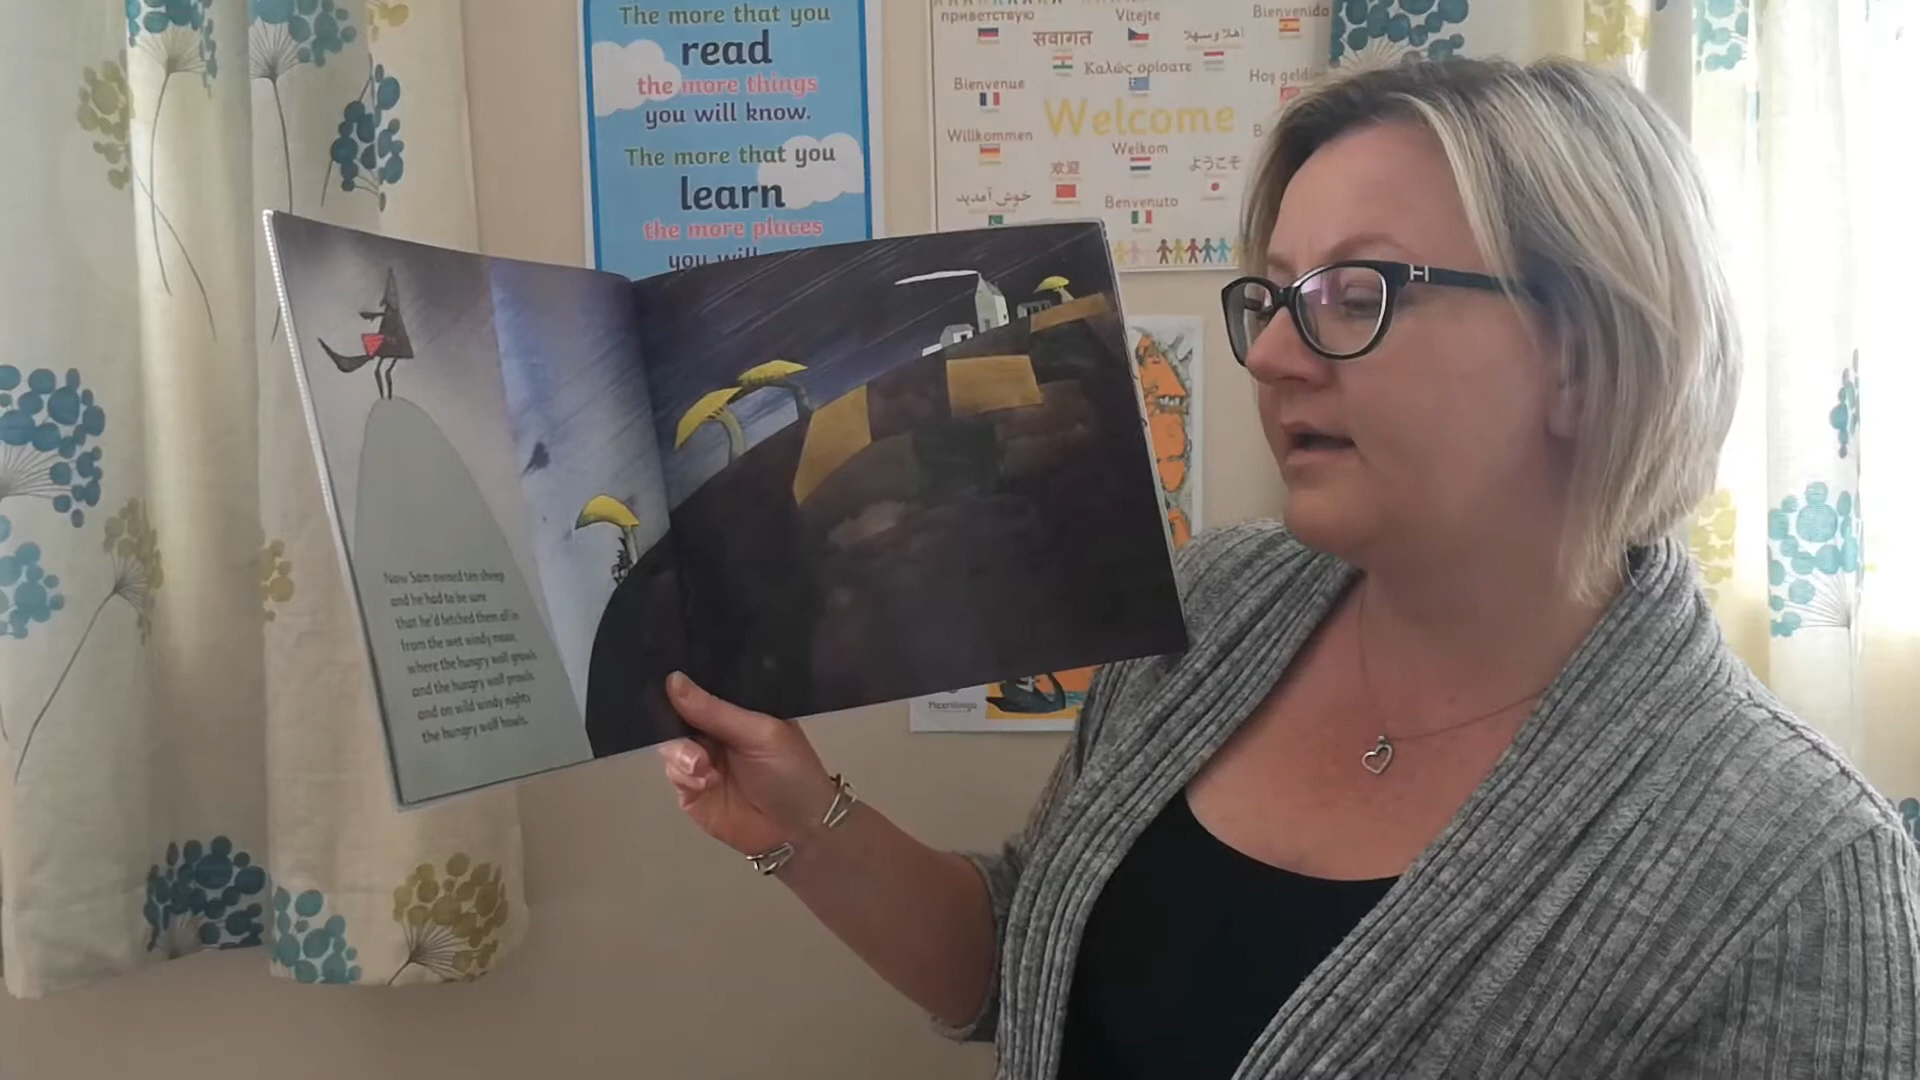 The more that you
read
the more things
you will know.
The more that you
learn
the more places
you will
приветствую
Vítejte
Bienvenido
स्वागत
Καλώς ορίσατε
Bienvenue
Hoş geldi
Welcome
Willkommen
Welkom
欢迎
ようこそ
خوش آمدید
Benvenuto
Now Sam owned ten sheep
and he had to be sure
that he'd fetched them all in
from the wet windy moor,
where the hungry wolf growls
and the hungry wolf prowls
and on wild windy nights
the hungry wolf howls.